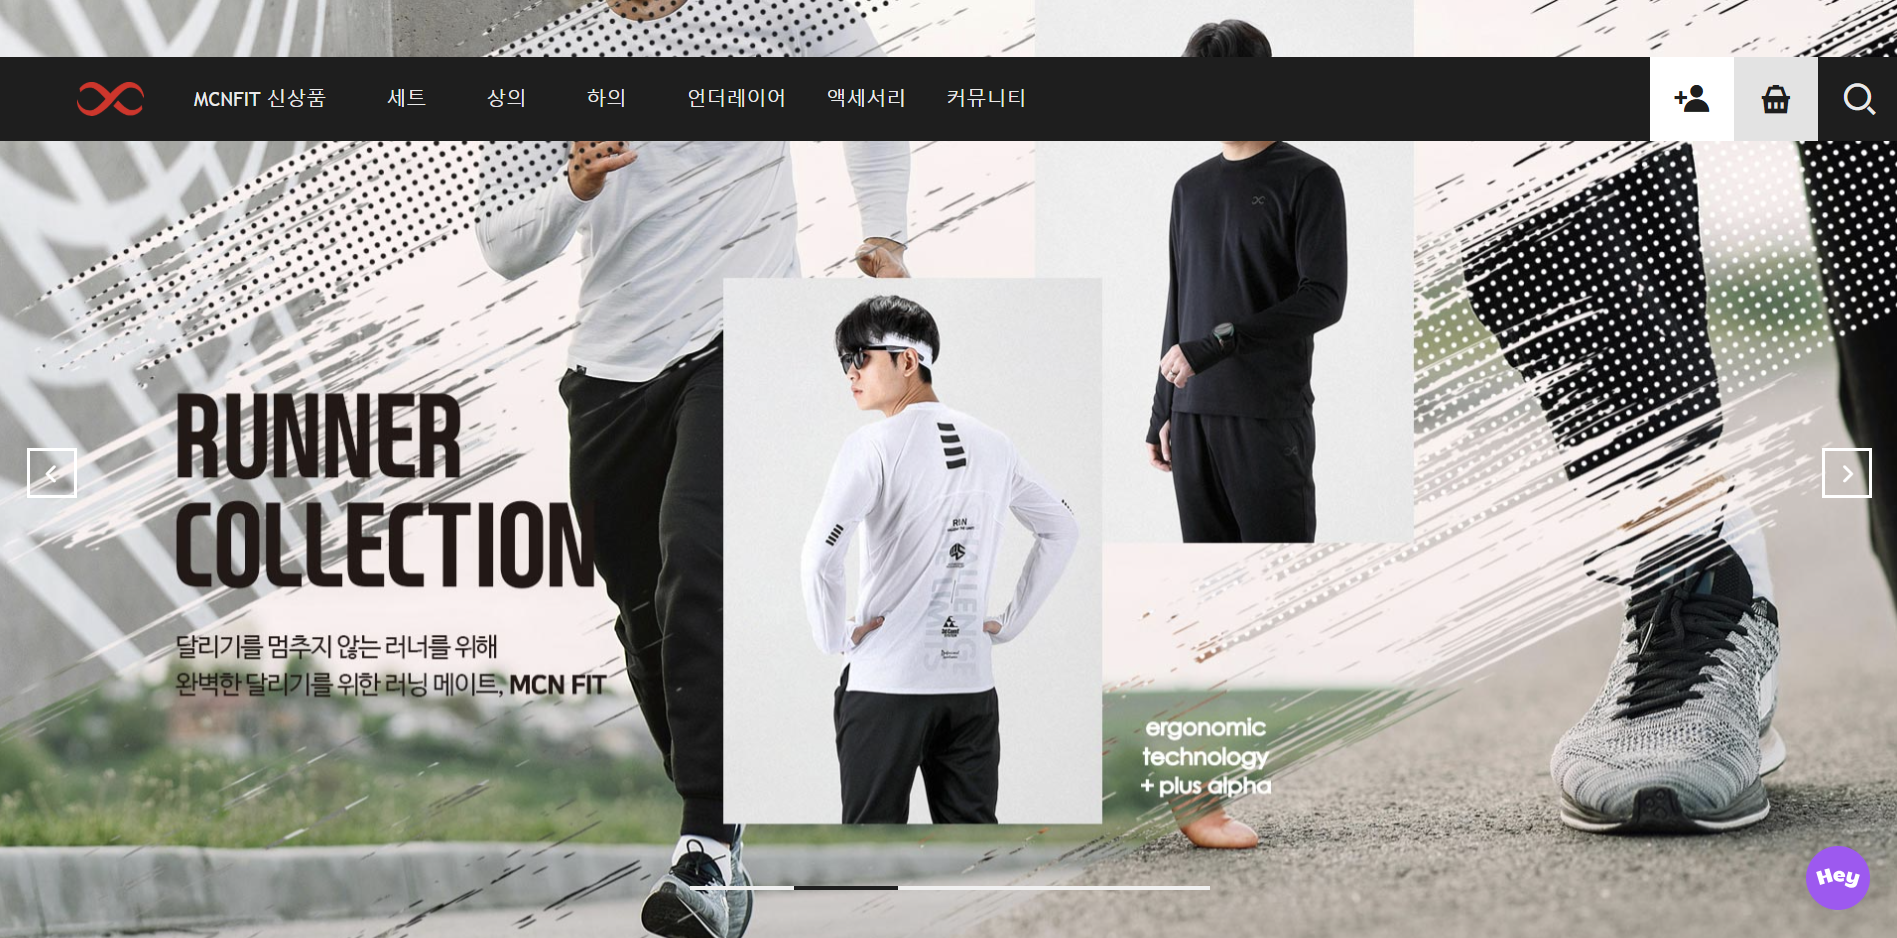 MCNFIT 신상품 세트 상의 하의 언더레이어 액세서리 커뮤니티
RUNNER
COLLECTION
달리기를 멈추지 않는 러너를 위해
완벽한 달리기를 위한 러닝 메이트, MCN FIT
CHALLENGE
LIMITS
ergonomic
technology
+ plus alpha
Hey